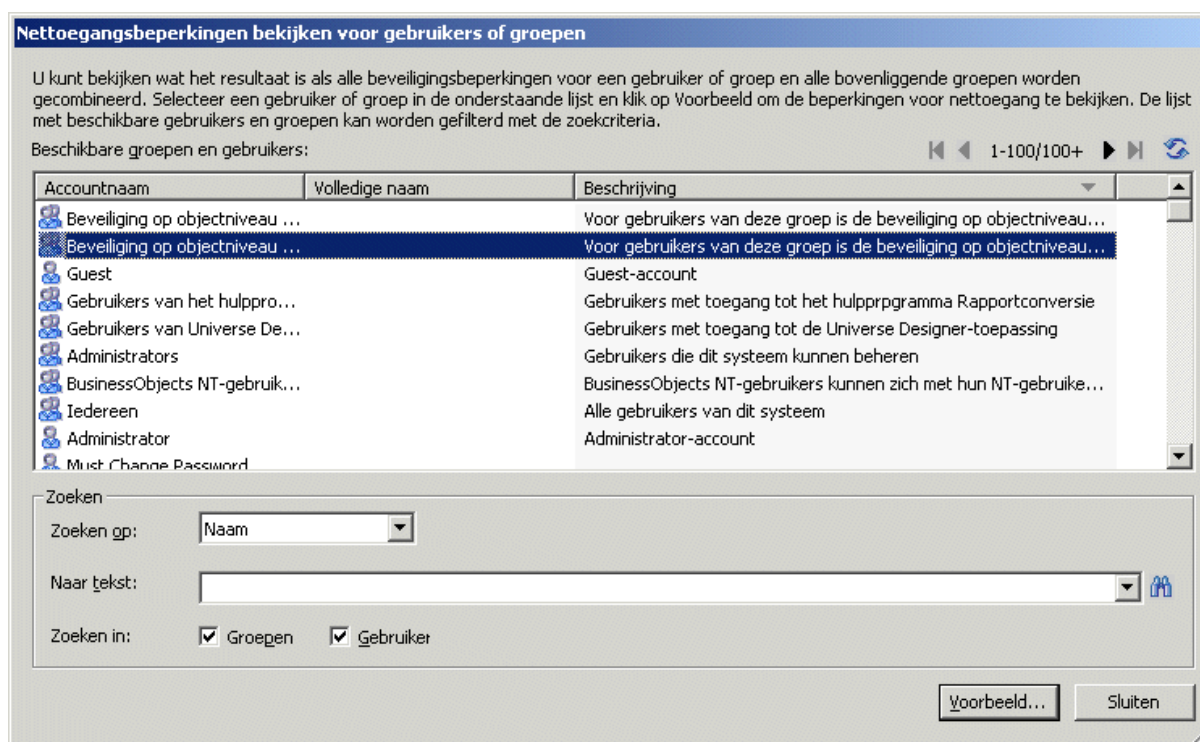 Nettoegangsbeperkingen bekijken voor gebruikers of groepen
U kunt bekijken wat het resultaat is als alle beveiligingsbeperkingen voor een gebruiker of groep en alle bovenliggende groepen worden
gecombineerd. Selecteer een gebruiker of groep in de onderstaande lijst en klik op Voorbeeld om de beperkingen voor nettoegang te bekijken. De lijst
met beschikbare gebruikers en groepen kan worden gefilterd met de zoekcriteria.
Beschikbare groepen en gebruikers: 1-100/100+
Accountnaam Volledige naam Beschrijving
Beveiliging op objectniveau ... Voor gebruikers van deze groep is de beveiliging op objectniveau...
Beveiliging op objectniveau ... Voor gebruikers van deze groep is de beveiliging op objectniveau...
Guest Guest-account
Gebruikers van het hulppro... Gebruikers met toegang tot het hulpprpgramma Rapportconversie
Gebruikers van Universe De... Gebruikers met toegang tot de Universe Designer-toepassing
Administrators Gebruikers die dit systeem kunnen beheren
BusinessObjects NT-gebruik... BusinessObjects NT-gebruikers kunnen zich met hun NT-gebruike...
Iedereen Alle gebruikers van dit systeem
Administrator Administrator-account
Must Change Password
Zoeken
Zoeken op: Naam
Naar tekst:
Zoeken in: Groepen Gebruiker
Voorbeeld... Sluiten